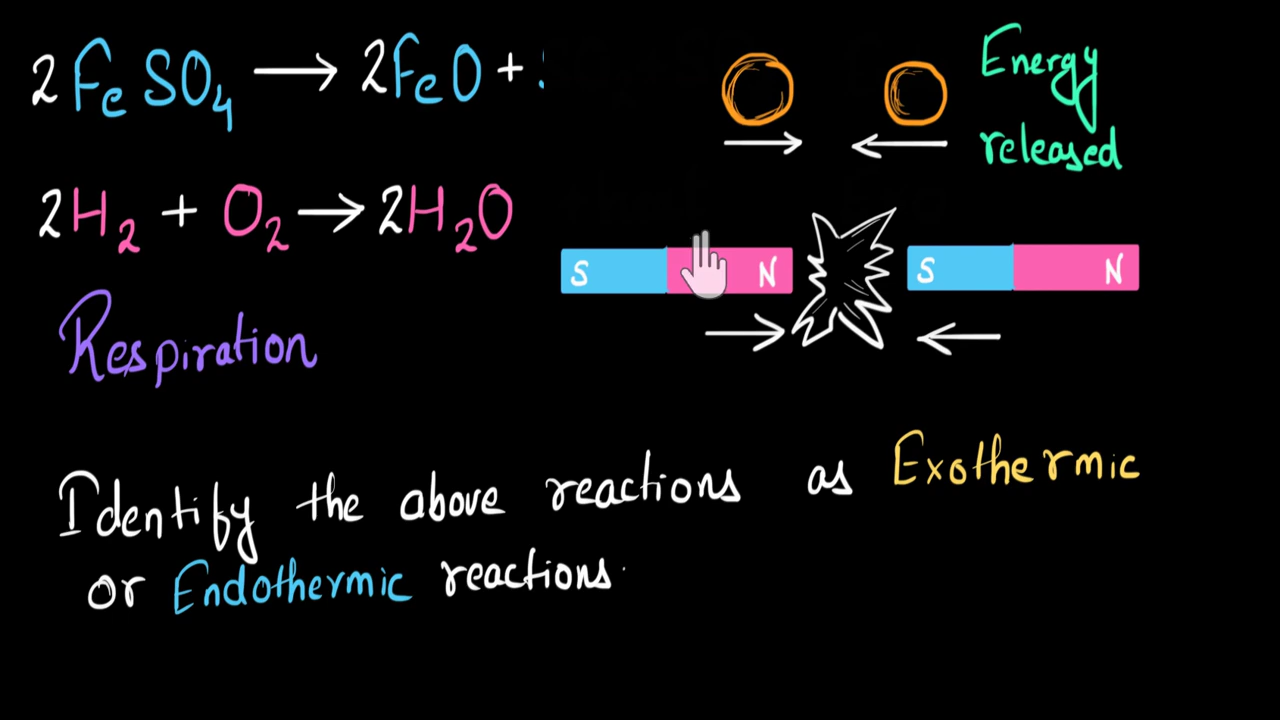 2FeSO₄ → 2FeO +
Energy
released
2H₂ + O₂ → 2H₂O
S N S N
Respiration
Identify the above reactions as Exothermic
or Endothermic reactions.